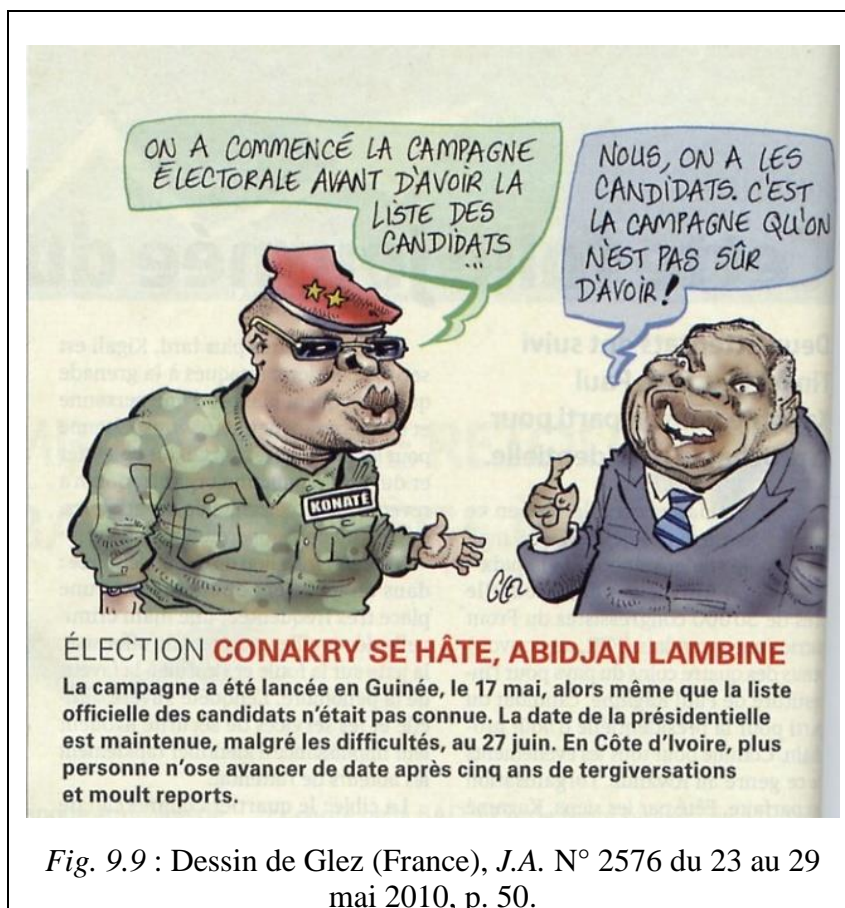 ON A COMMENCÉ LA CAMPAGNE
ÉLECTORALE AVANT D'AVOIR LA
LISTE DES
CANDIDATS
...
NOUS, ON A LES
CANDIDATS. C'EST
LA CAMPAGNE QU'ON
N'EST PAS SÛR
D'AVOIR!
KONATÉ
GLEZ
ÉLECTION CONAKRY SE HÂTE, ABIDJAN LAMBINE
La campagne a été lancée en Guinée, le 17 mai, alors même que la liste
officielle des candidats n'était pas connue. La date de la présidentielle
est maintenue, malgré les difficultés, au 27 juin. En Côte d'Ivoire, plus
personne n'ose avancer de date après cinq ans de tergiversations
et moult reports.
Fig. 9.9 : Dessin de Glez (France), J.A. N° 2576 du 23 au 29
mai 2010, p. 50.